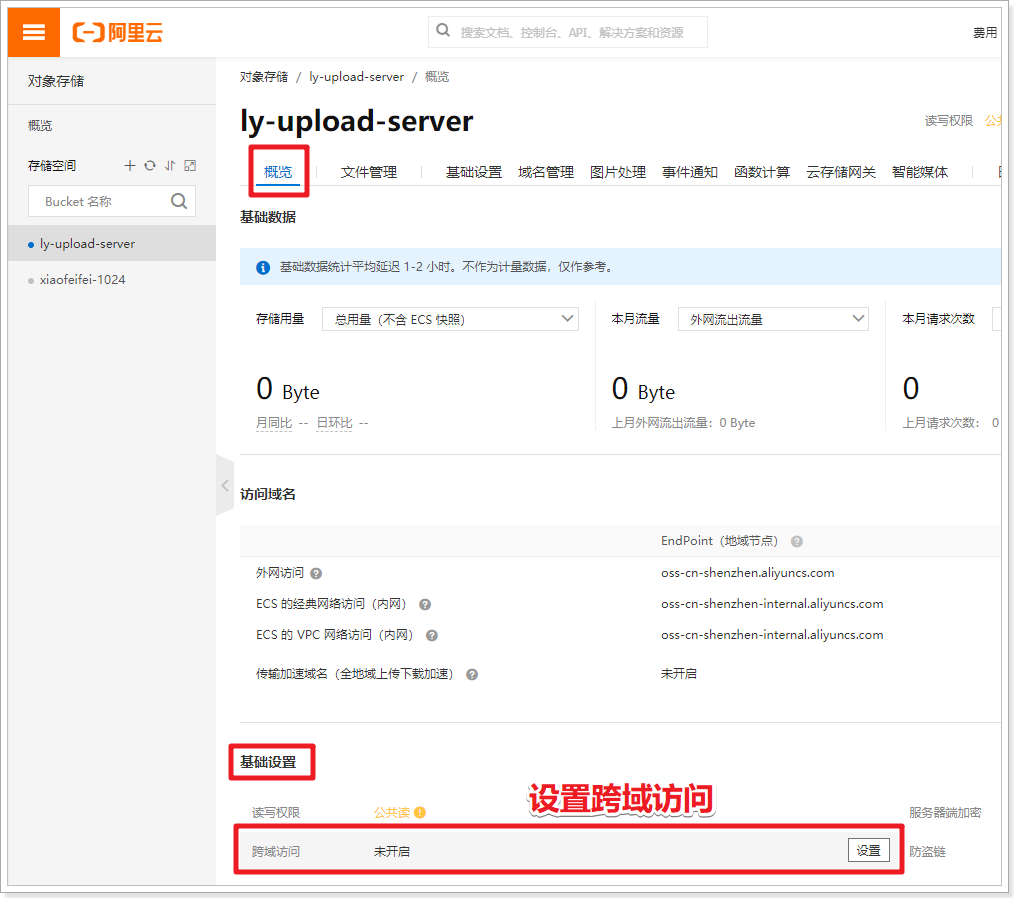 阿里云
搜索文档、控制台、API、解决方案和资源
费用
对象存储
对象存储 / ly-upload-server / 概览
ly-upload-server
读写权限
概览
存储空间
Bucket 名称
ly-upload-server
xiaofeifei-1024
概览 文件管理 基础设置 域名管理 图片处理 事件通知 函数计算 云存储网关 智能媒体
基础数据
基础数据统计平均延迟 1-2 小时。不作为计量数据，仅作参考。
存储用量 总用量（不含 ECS 快照） 本月流量 外网流出流量 本月请求次数
0 Byte 0 Byte 0
月同比 -- 日环比 -- 上月外网流出流量：0 Byte 上月请求次数： 0
访问域名
EndPoint（地域节点）
外网访问 oss-cn-shenzhen.aliyuncs.com
ECS 的经典网络访问（内网） oss-cn-shenzhen-internal.aliyuncs.com
ECS 的 VPC 网络访问（内网） oss-cn-shenzhen-internal.aliyuncs.com
传输加速域名（全地域上传下载加速） 未开启
基础设置
设置跨域访问
读写权限 公共读 服务器端加密
跨域访问 未开启 设置 防盗链